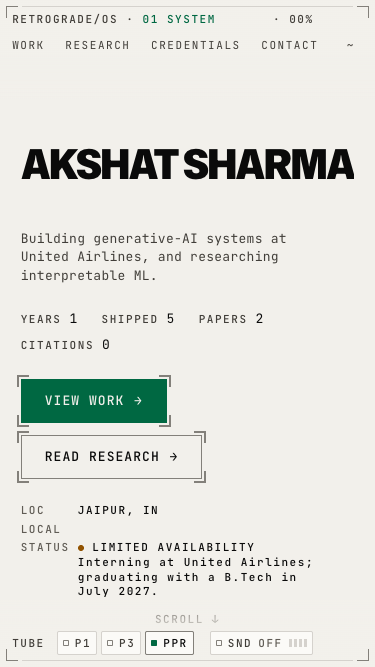 RETROGRADE/OS · 01 SYSTEM · 00%
WORK RESEARCH CREDENTIALS CONTACT ~
AKSHAT SHARMA
Building generative-AI systems at
United Airlines, and researching
interpretable ML.
YEARS 1 SHIPPED 5 PAPERS 2
CITATIONS 0
VIEW WORK →
READ RESEARCH →
LOC JAIPUR, IN
LOCAL
STATUS ● LIMITED AVAILABILITY
Interning at United Airlines;
graduating with a B.Tech in
July 2027.
SCROLL ↓
TUBE P1 P3 PPR SND OFF